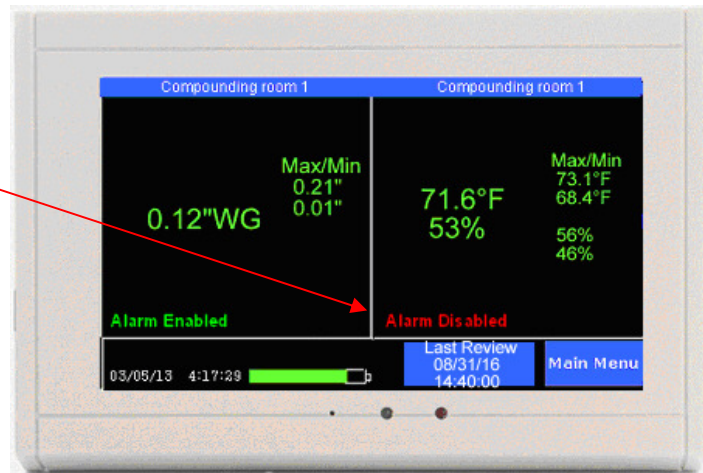 Compounding room 1
0.12"WG
Max/Min
0.21"
0.01"
Alarm Enabled
Compounding room 1
71.6°F
53%
Max/Min
73.1°F
68.4°F
56%
46%
Alarm Disabled
03/05/13 4:17:29
Last Review
08/31/16
14:40:00
Main Menu